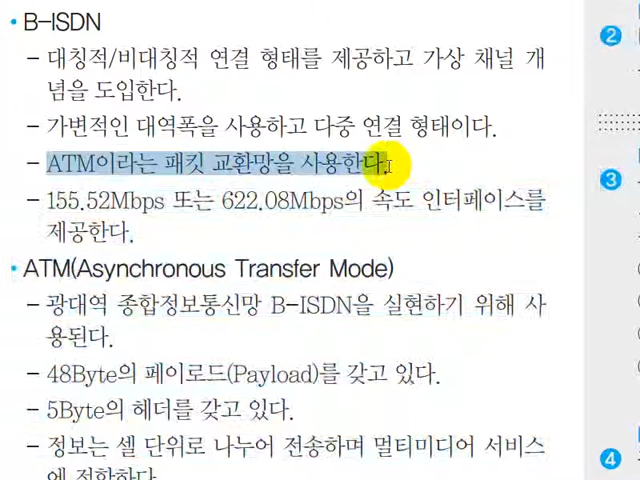 • B-ISDN
– 대칭적/비대칭적 연결 형태를 제공하고 가상 채널 개
념을 도입한다.
– 가변적인 대역폭을 사용하고 다중 연결 형태이다.
– ATM이라는 패킷 교환망을 사용한다.
– 155.52Mbps 또는 622.08Mbps의 속도 인터페이스를
제공한다.
• ATM(Asynchronous Transfer Mode)
– 광대역 종합정보통신망 B-ISDN을 실현하기 위해 사
용된다.
– 48Byte의 페이로드(Payload)를 갖고 있다.
– 5Byte의 헤더를 갖고 있다.
– 정보는 셀 단위로 나누어 전송하며 멀티미디어 서비스
에 적합하다.
2
3
4